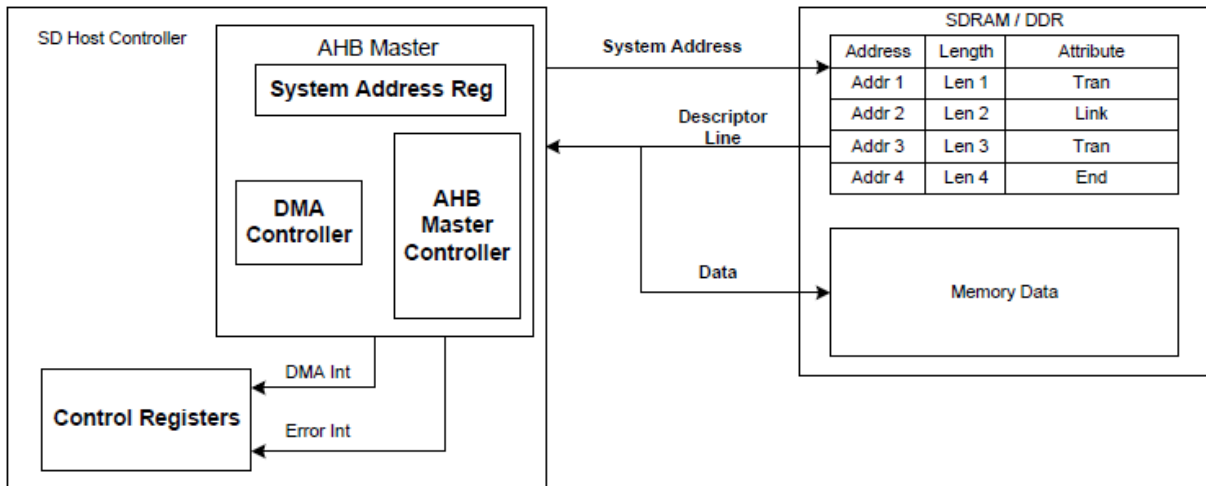 SD Host Controller
AHB Master
System Address Reg
DMA
Controller
AHB
Master
Controller
DMA Int
Error Int
Control Registers
System Address
Descriptor
Line
Data
SDRAM / DDR
Address Length Attribute
Addr 1 Len 1 Tran
Addr 2 Len 2 Link
Addr 3 Len 3 Tran
Addr 4 Len 4 End
Memory Data